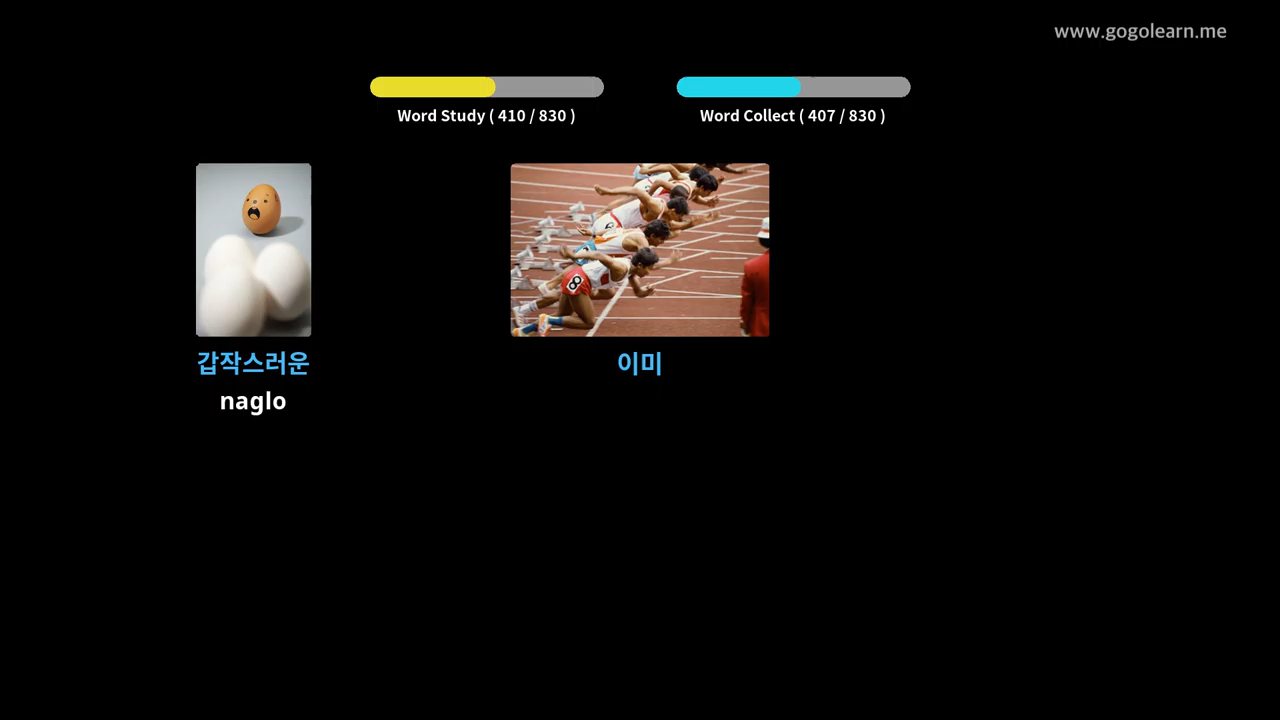 www.gogolearn.me
Word Study ( 410 / 830 )
Word Collect ( 407 / 830 )
8
갑작스러운
이미
naglo